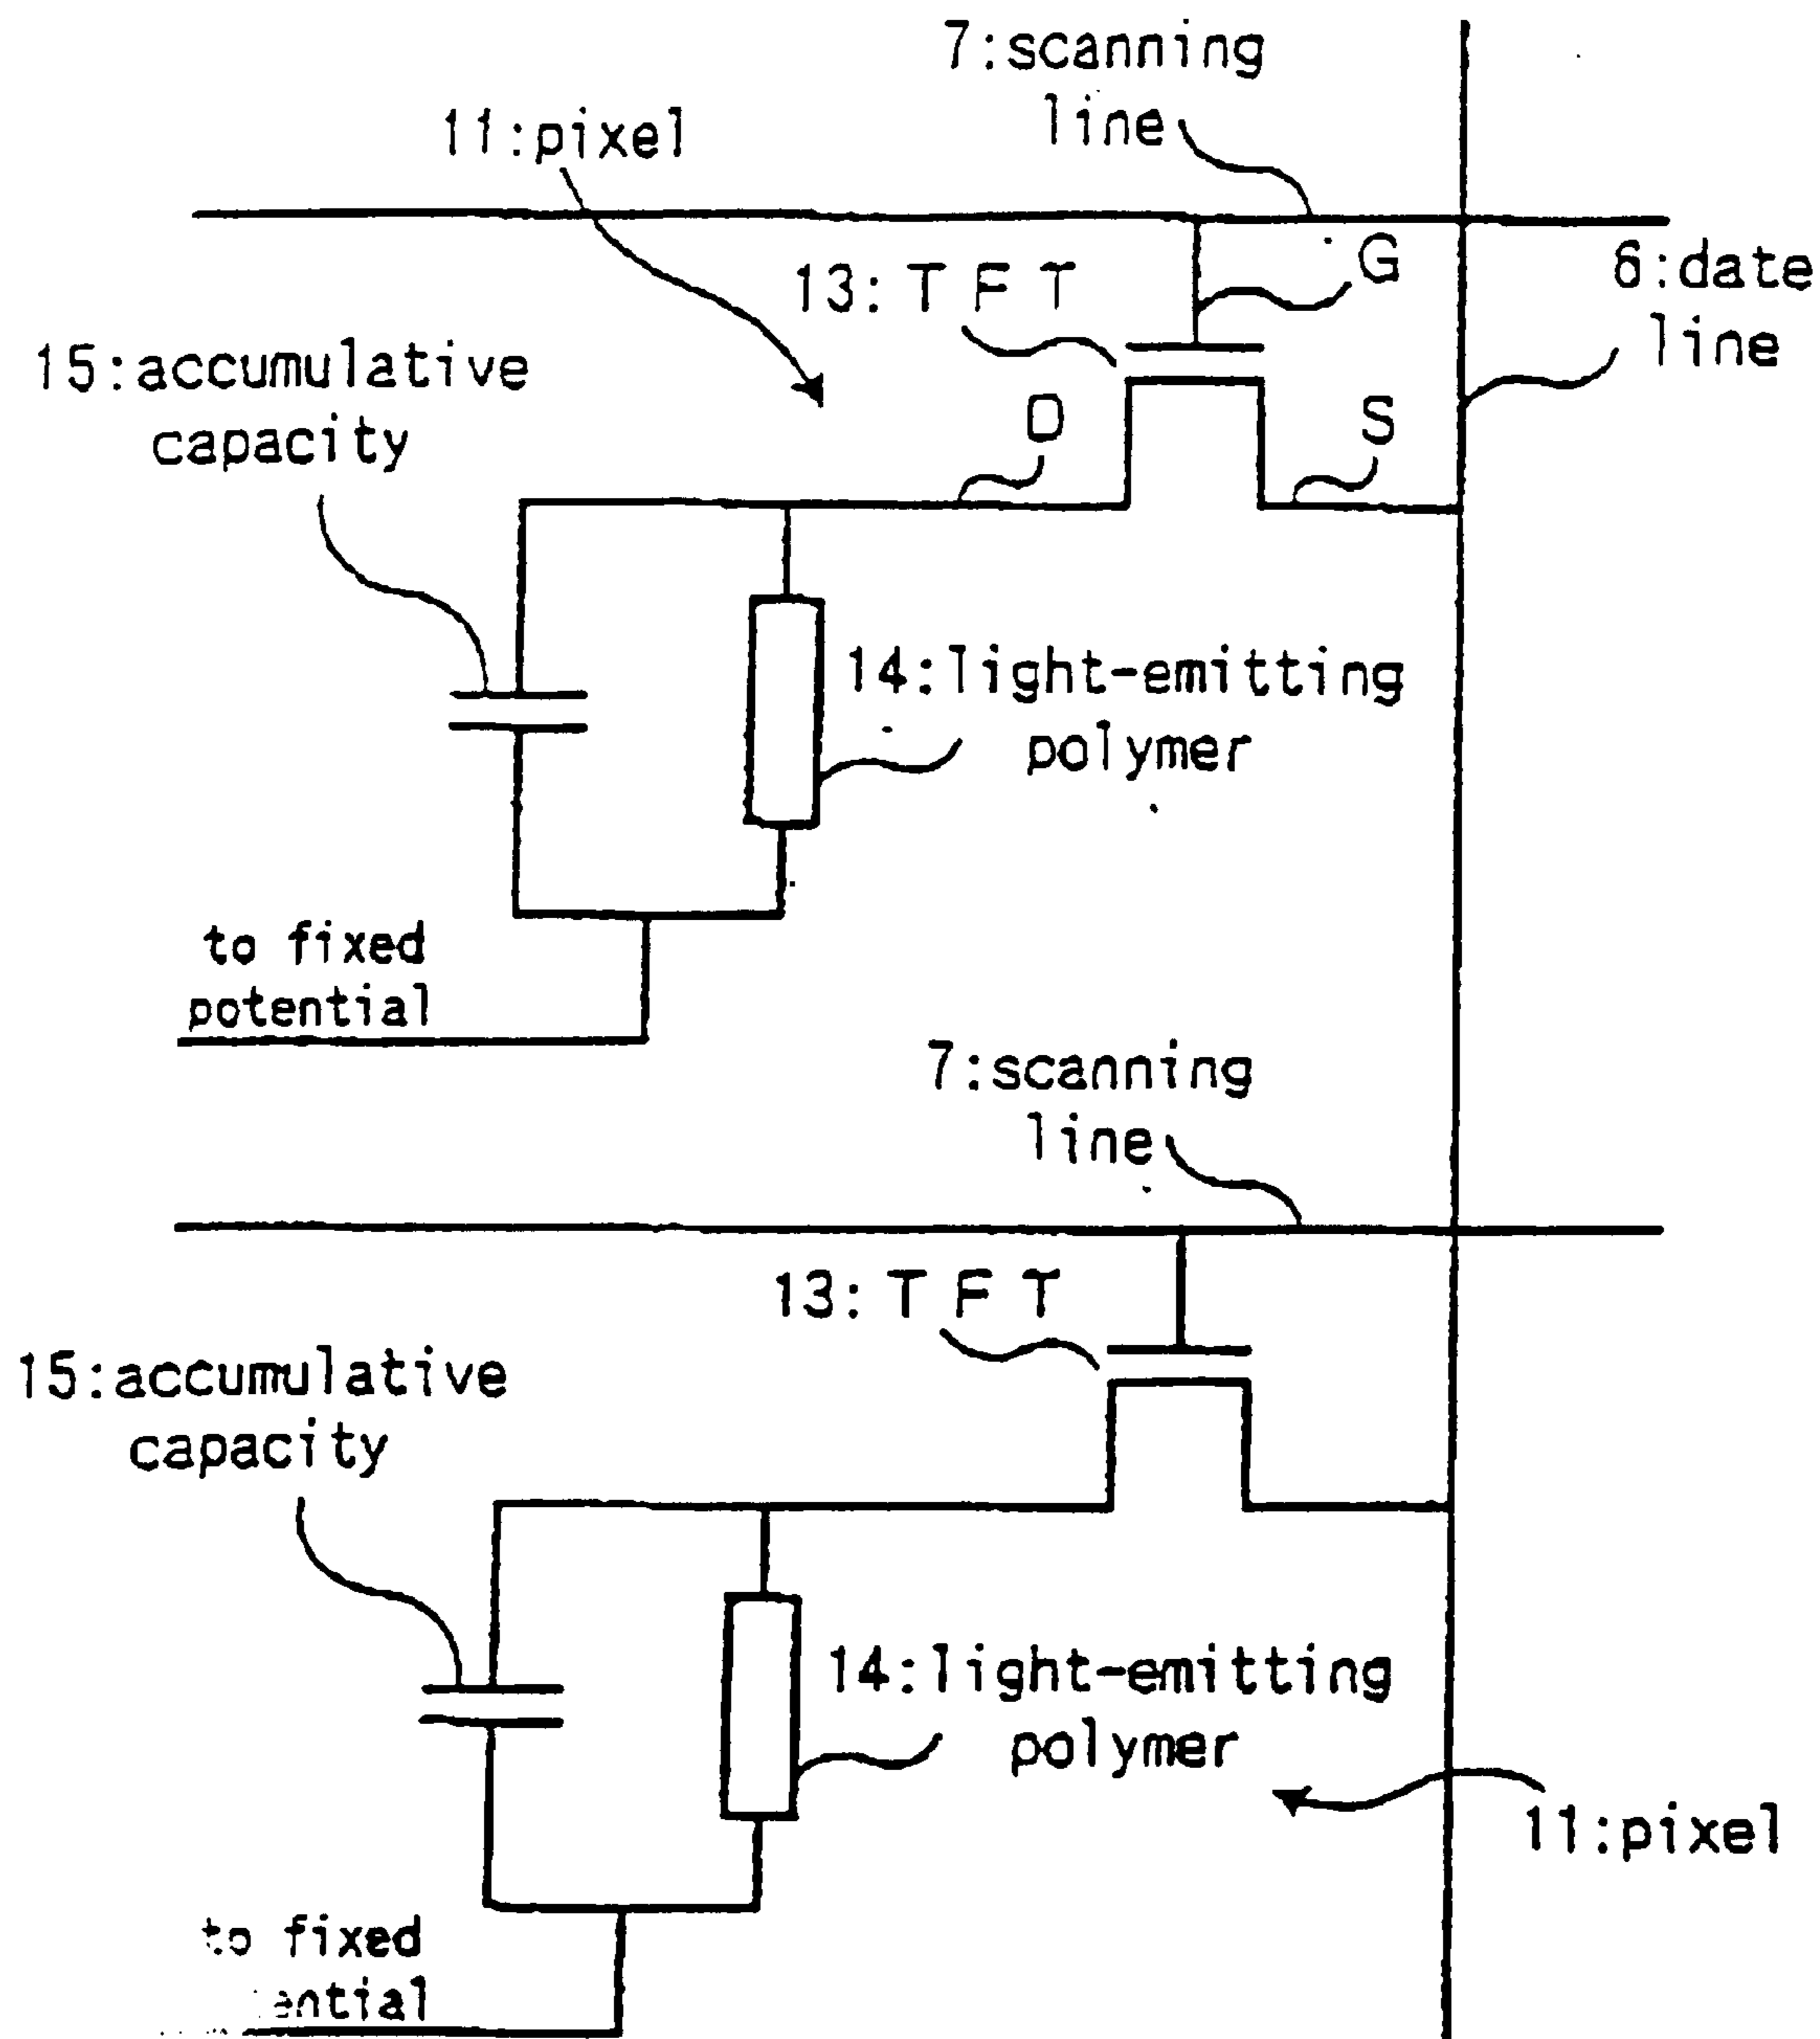 7:scanning
line
11:pixel
13:TFT
G
6:date
line
15:accumulative
capacity
D
S
14:light-emitting
polymer
to fixed
potential
7:scanning
line
13:TFT
15:accumulative
capacity
14:light-emitting
polymer
11:pixel
to fixed